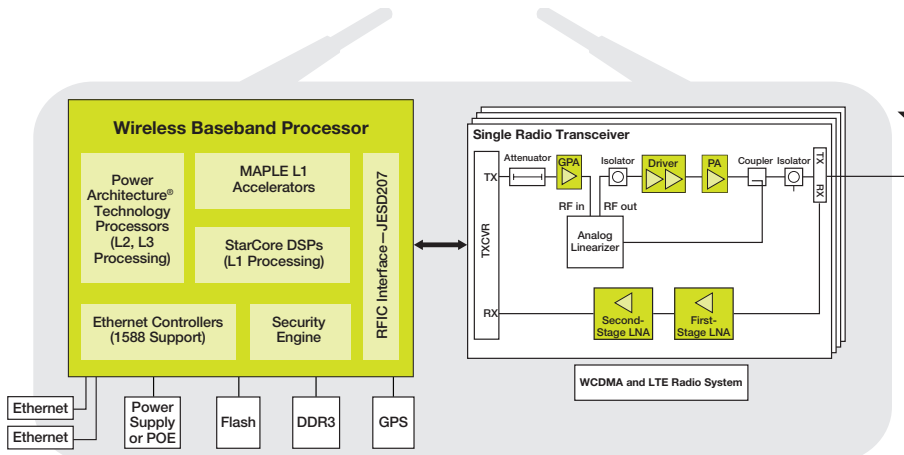 Wireless Baseband Processor
Power
Architecture®
Technology
Processors
(L2, L3
Processing)
MAPLE L1
Accelerators
StarCore DSPs
(L1 Processing)
Ethernet Controllers
(1588 Support)
Security
Engine
RFIC Interface—JESD207
Ethernet
Ethernet
Power
Supply
or POE
Flash
DDR3
GPS
Single Radio Transceiver
TXCVR
TX
RX
Attenuator
GPA
Isolator
Driver
PA
Coupler
Isolator
TX
RX
RF in
RF out
Analog
Linearizer
Second-
Stage LNA
First-
Stage LNA
WCDMA and LTE Radio System